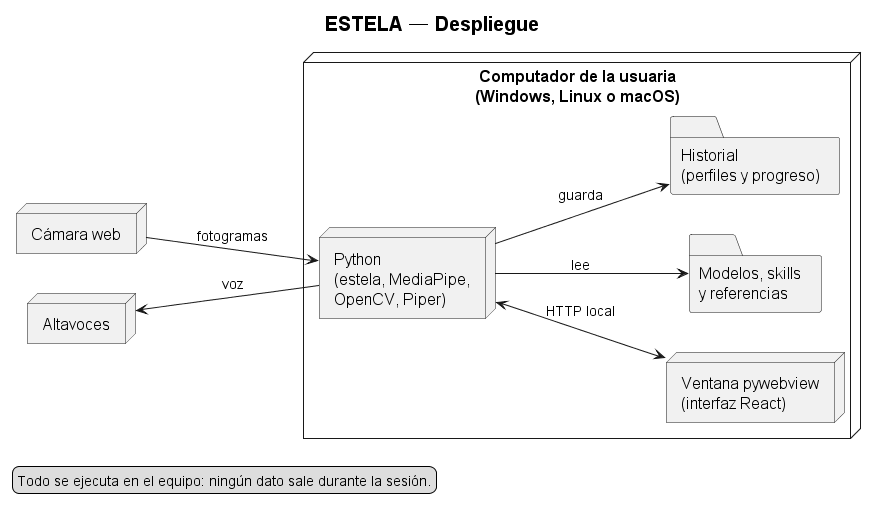 ESTELA — Despliegue
Computador de la usuaria
(Windows, Linux o macOS)
Historial
(perfiles y progreso)
guarda
Cámara web
fotogramas
Python
(estela, MediaPipe,
OpenCV, Piper)
lee
Modelos, skills
y referencias
voz
Altavoces
HTTP local
Ventana pywebview
(interfaz React)
Todo se ejecuta en el equipo: ningún dato sale durante la sesión.